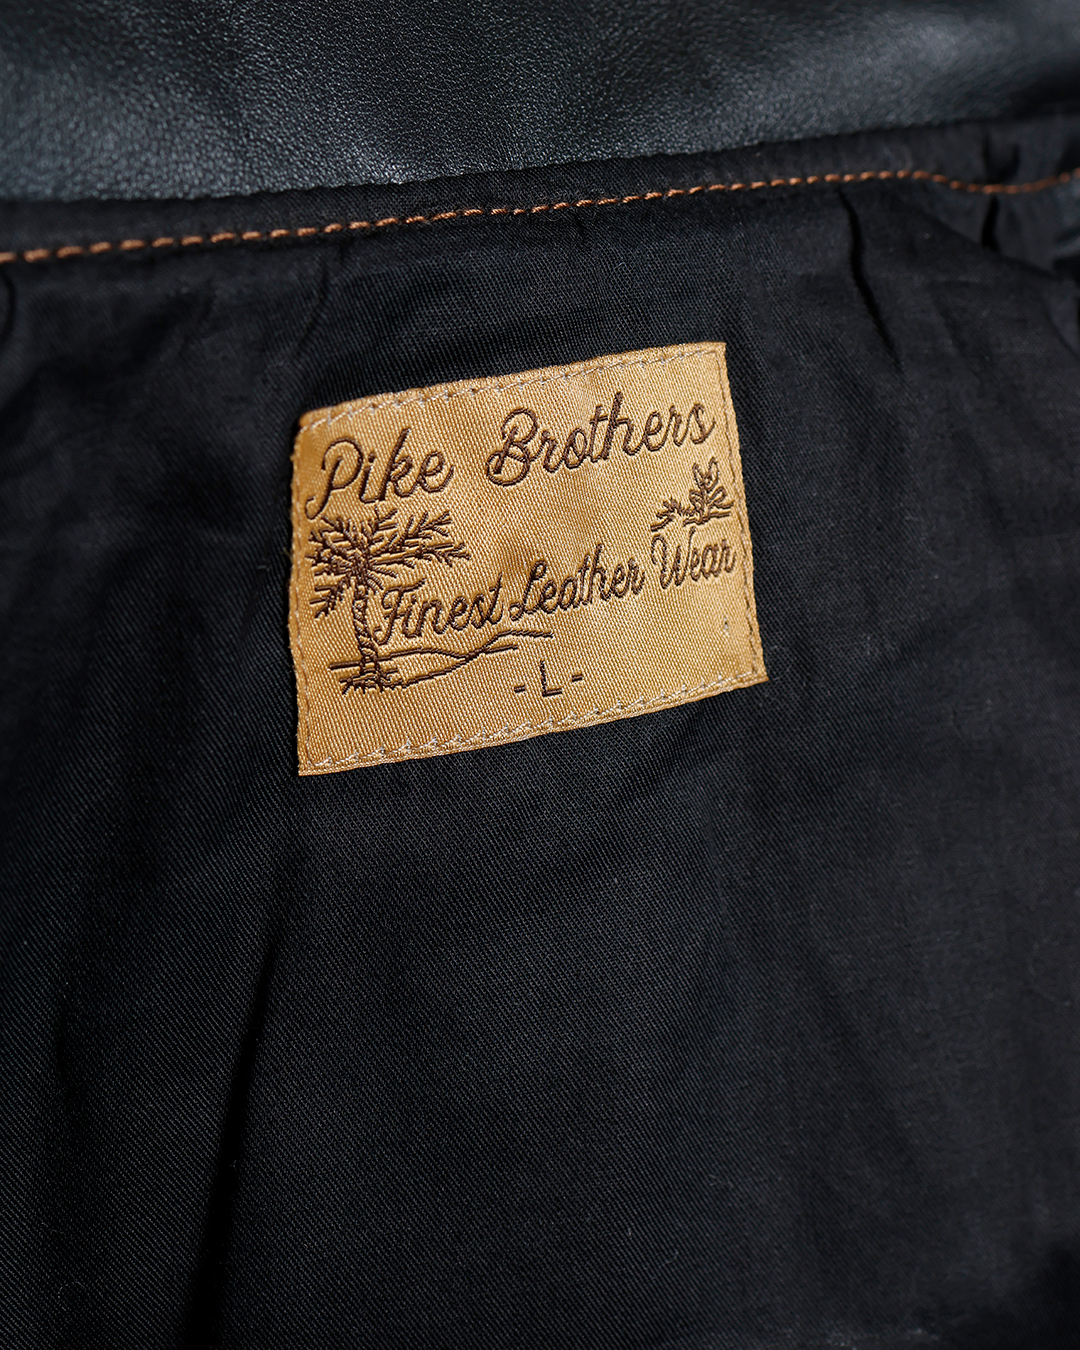 Pike Brothers
Finest Leather Wear
-L-